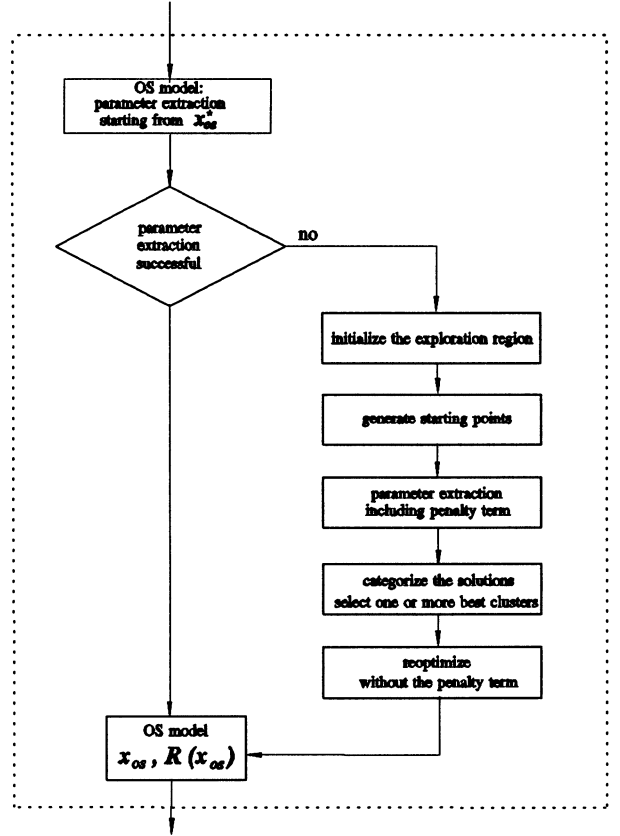 OS model:
parameter extraction
starting from x*os
parameter
extraction
successful
no
initialize the exploration region
generate starting points
parameter extraction
including penalty term
categorize the solutions
select one or more best clusters
reoptimize
without the penalty term
OS model
xos , R (xos)